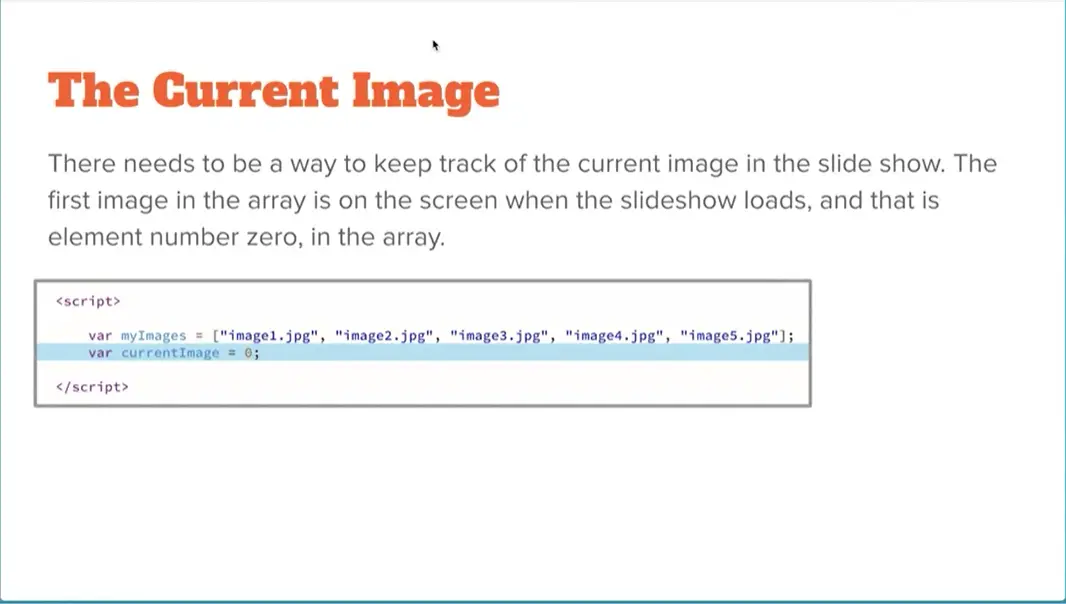 The Current Image
There needs to be a way to keep track of the current image in the slide show. The
first image in the array is on the screen when the slideshow loads, and that is
element number zero, in the array.
<script>
var myImages = ["image1.jpg", "image2.jpg", "image3.jpg", "image4.jpg", "image5.jpg"];
var currentImage = 0;
</script>